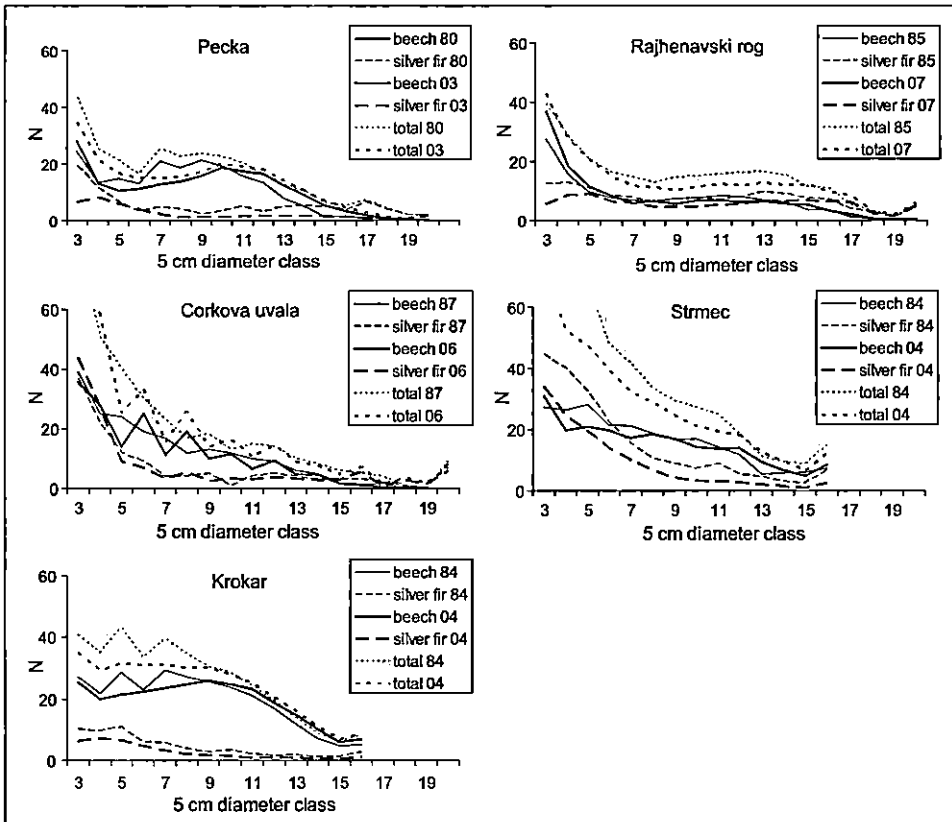 Pecka
60
40
20
0
N
3 5 7 9 11 13 15 17 19
5 cm diameter class
beech 80
silver fir 80
beech 03
silver fir 03
total 80
total 03
Rajhenavski rog
60
40
20
0
N
3 5 7 9 11 13 15 17 19
5 cm diameter class
beech 85
silver fir 85
beech 07
silver fir 07
total 85
total 07
Corkova uvala
60
40
20
0
N
3 5 7 9 11 13 15 17 19
5 cm diameter class
beech 87
silver fir 87
beech 06
silver fir 06
total 87
total 06
Strmec
60
40
20
0
N
3 5 7 9 11 13 15 17 19
5 cm diameter class
beech 84
silver fir 84
beech 04
silver fir 04
total 84
total 04
Krokar
60
40
20
0
N
3 5 7 9 11 13 15 17 19
5 cm diameter class
beech 84
silver fir 84
beech 04
silver fir 04
total 84
total 04